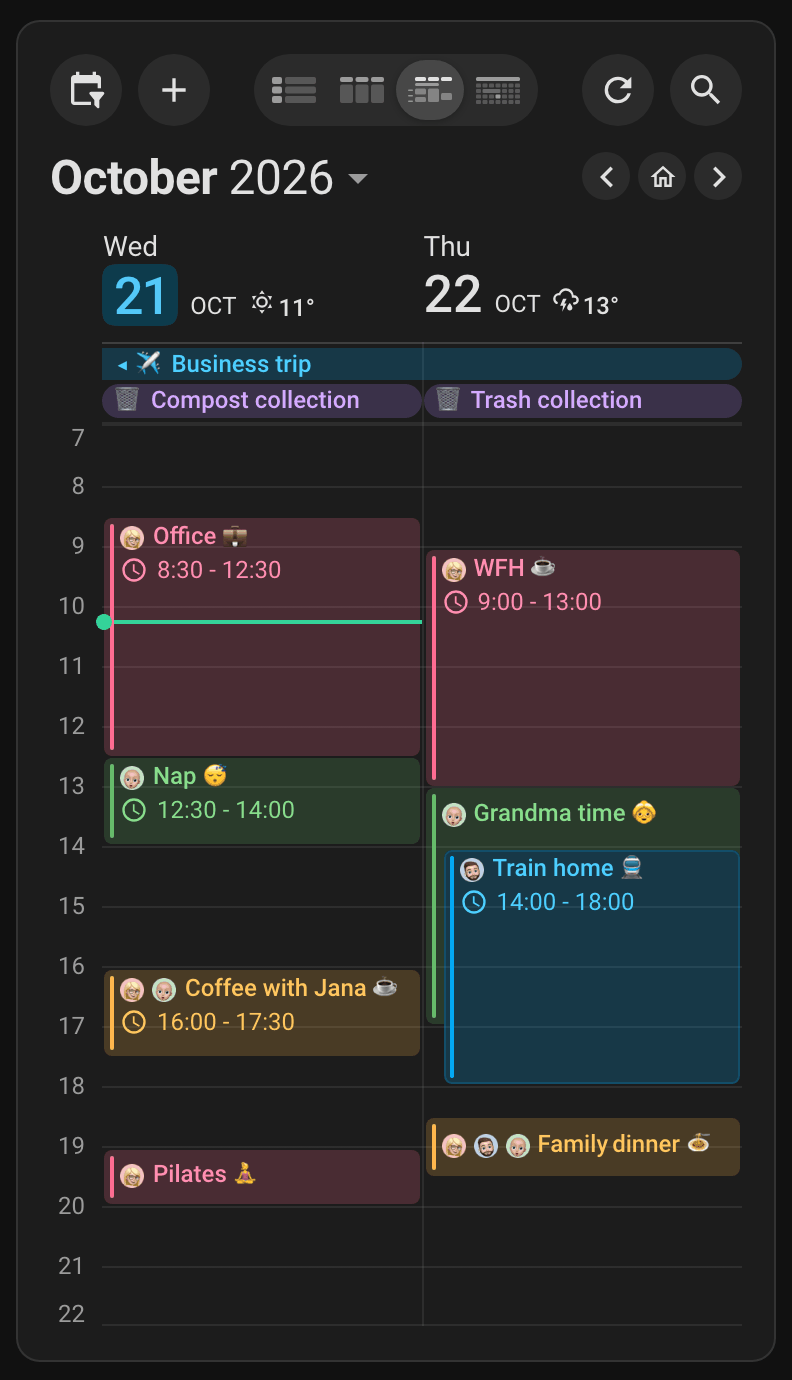 October 2026
Wed
21 OCT 11°
Thu
22 OCT 13°
Business trip
Compost collection
Trash collection
7
8
9
10
11
12
13
14
15
16
17
18
19
20
21
22
Office
8:30 - 12:30
Nap
12:30 - 14:00
Coffee with Jana
16:00 - 17:30
Pilates
WFH
9:00 - 13:00
Grandma time
Train home
14:00 - 18:00
Family dinner